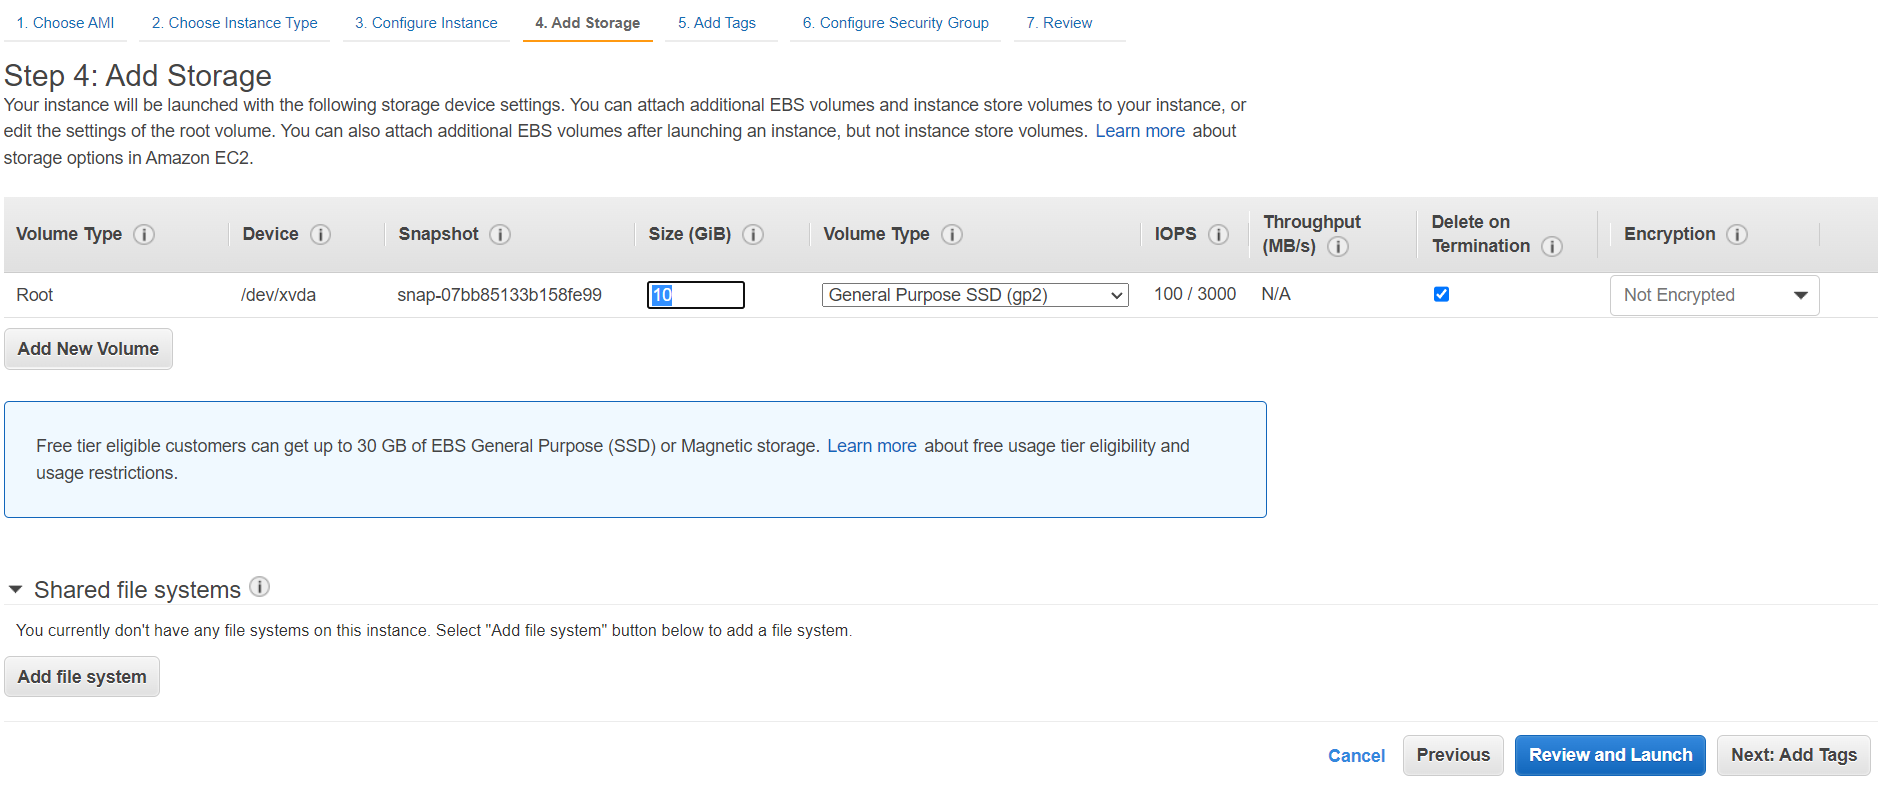 1. Choose AMI 2. Choose Instance Type 3. Configure Instance 4. Add Storage 5. Add Tags 6. Configure Security Group 7. Review
Step 4: Add Storage
Your instance will be launched with the following storage device settings. You can attach additional EBS volumes and instance store volumes to your instance, or
edit the settings of the root volume. You can also attach additional EBS volumes after launching an instance, but not instance store volumes. Learn more about
storage options in Amazon EC2.
Volume Type i Device i Snapshot i Size (GiB) i Volume Type i IOPS i Throughput (MB/s) i Delete on Termination i Encryption i
Root /dev/xvda snap-07bb85133b158fe99 10 General Purpose SSD (gp2) 100 / 3000 N/A Not Encrypted
Add New Volume
Free tier eligible customers can get up to 30 GB of EBS General Purpose (SSD) or Magnetic storage. Learn more about free usage tier eligibility and
usage restrictions.
Shared file systems i
You currently don't have any file systems on this instance. Select "Add file system" button below to add a file system.
Add file system
Cancel Previous Review and Launch Next: Add Tags